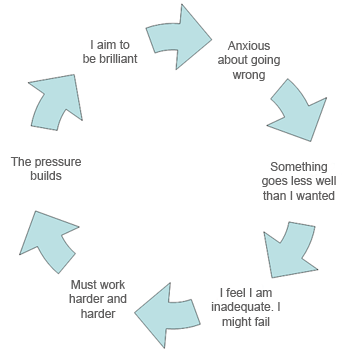 I aim to
be brilliant
Anxious
about going
wrong
Something
goes less well
than I wanted
I feel I am
inadequate. I
might fail
Must work
harder and
harder
The pressure
builds